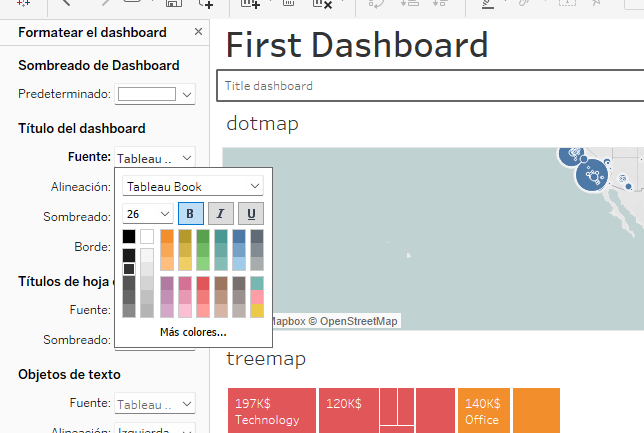 Formatear el dashboard
Sombreado de Dashboard
Predeterminado:
Título del dashboard
Fuente: Tableau ..
Alineación:
Sombreado:
Borde:
Tableau Book
26 B I U
Más colores...
Títulos de hoja
Fuente:
Sombreado:
Objetos de texto
Fuente: Tableau ..
Alineación: Izquierda
First Dashboard
Title dashboard
dotmap
Mapbox © OpenStreetMap
treemap
197K$
Technology
120K$
140K$
Office